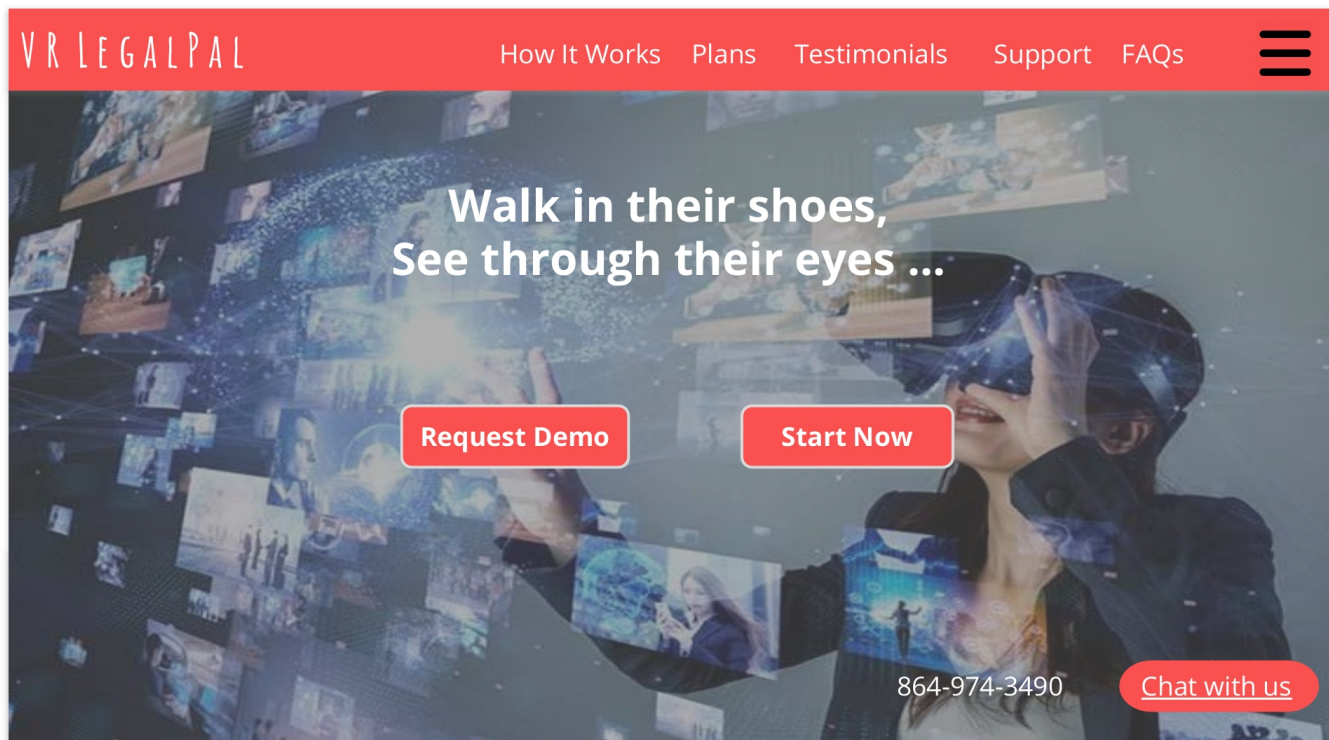 VR LEGALPAL
How It Works Plans Testimonials Support FAQs
Walk in their shoes,
See through their eyes ...
Request Demo Start Now
864-974-3490 Chat with us